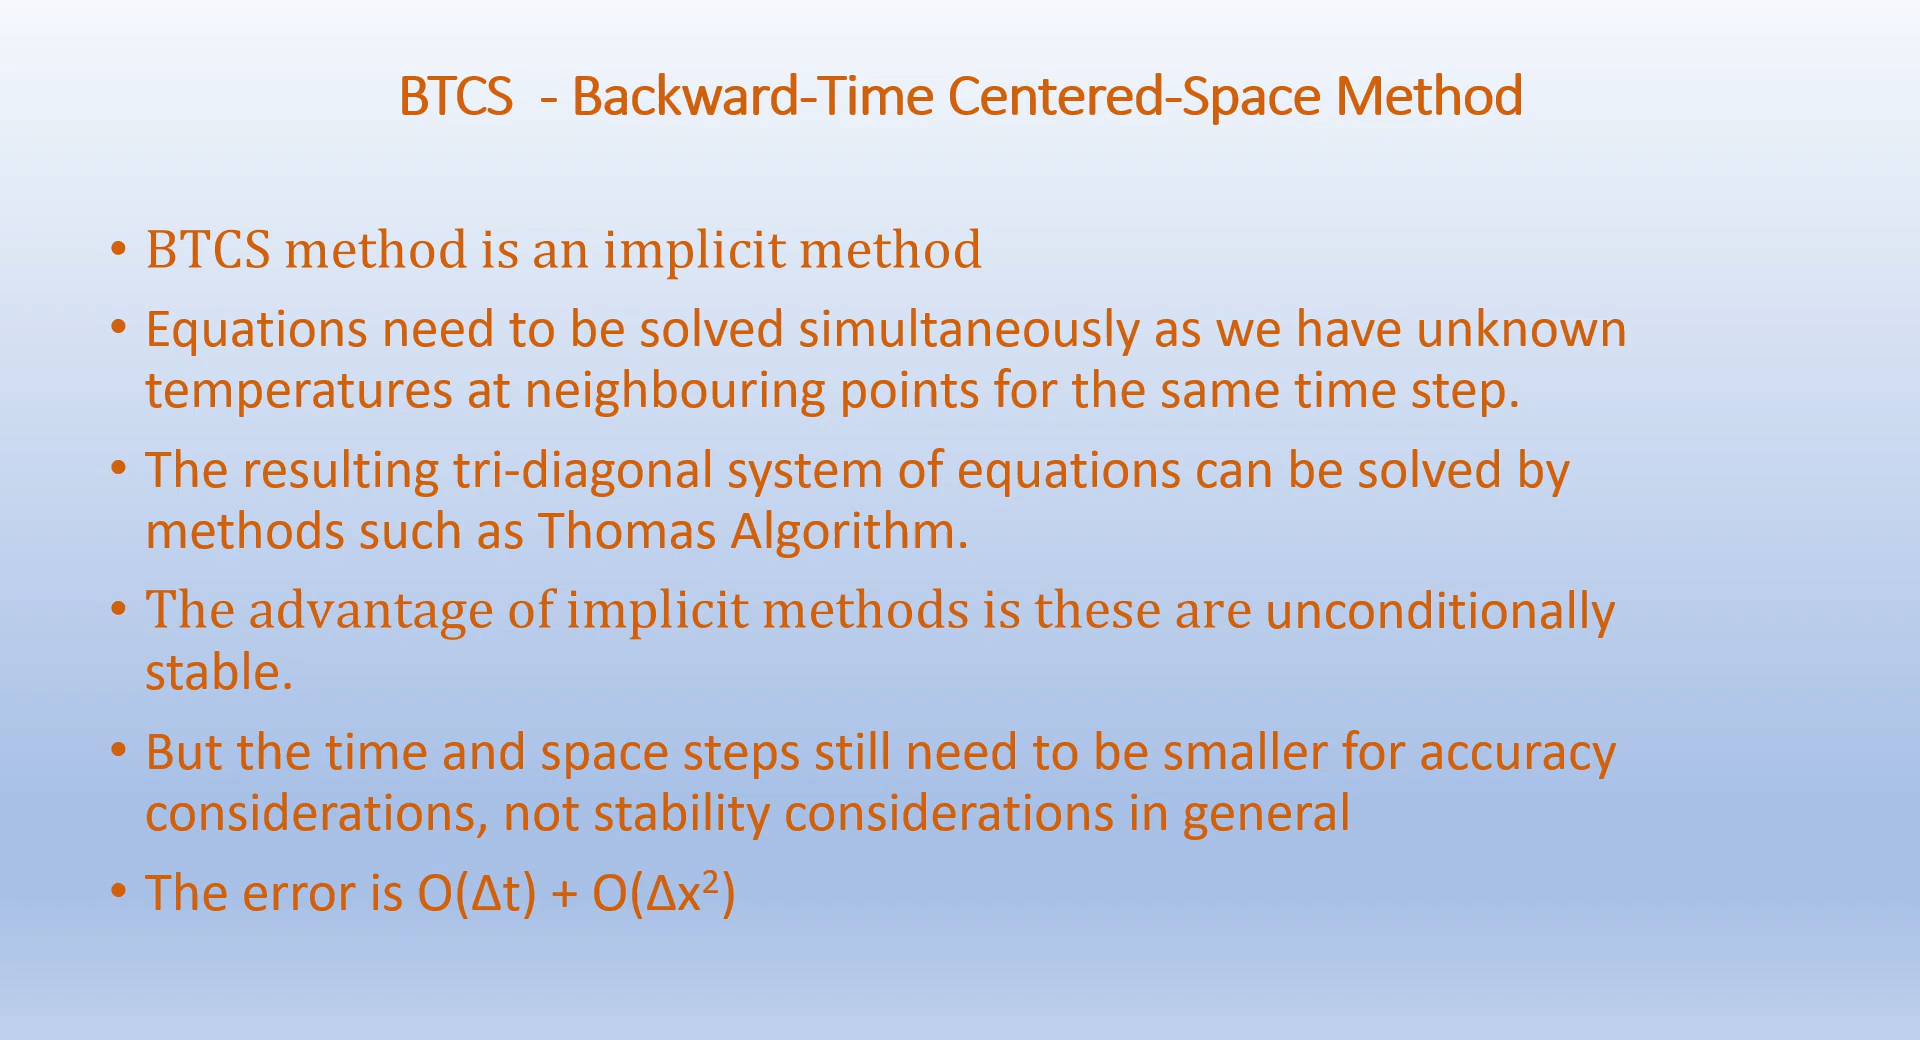 BTCS - Backward-Time Centered-Space Method
• BTCS method is an implicit method
• Equations need to be solved simultaneously as we have unknown
temperatures at neighbouring points for the same time step.
• The resulting tri-diagonal system of equations can be solved by
methods such as Thomas Algorithm.
• The advantage of implicit methods is these are unconditionally
stable.
• But the time and space steps still need to be smaller for accuracy
considerations, not stability considerations in general
• The error is O(Δt) + O(Δx²)